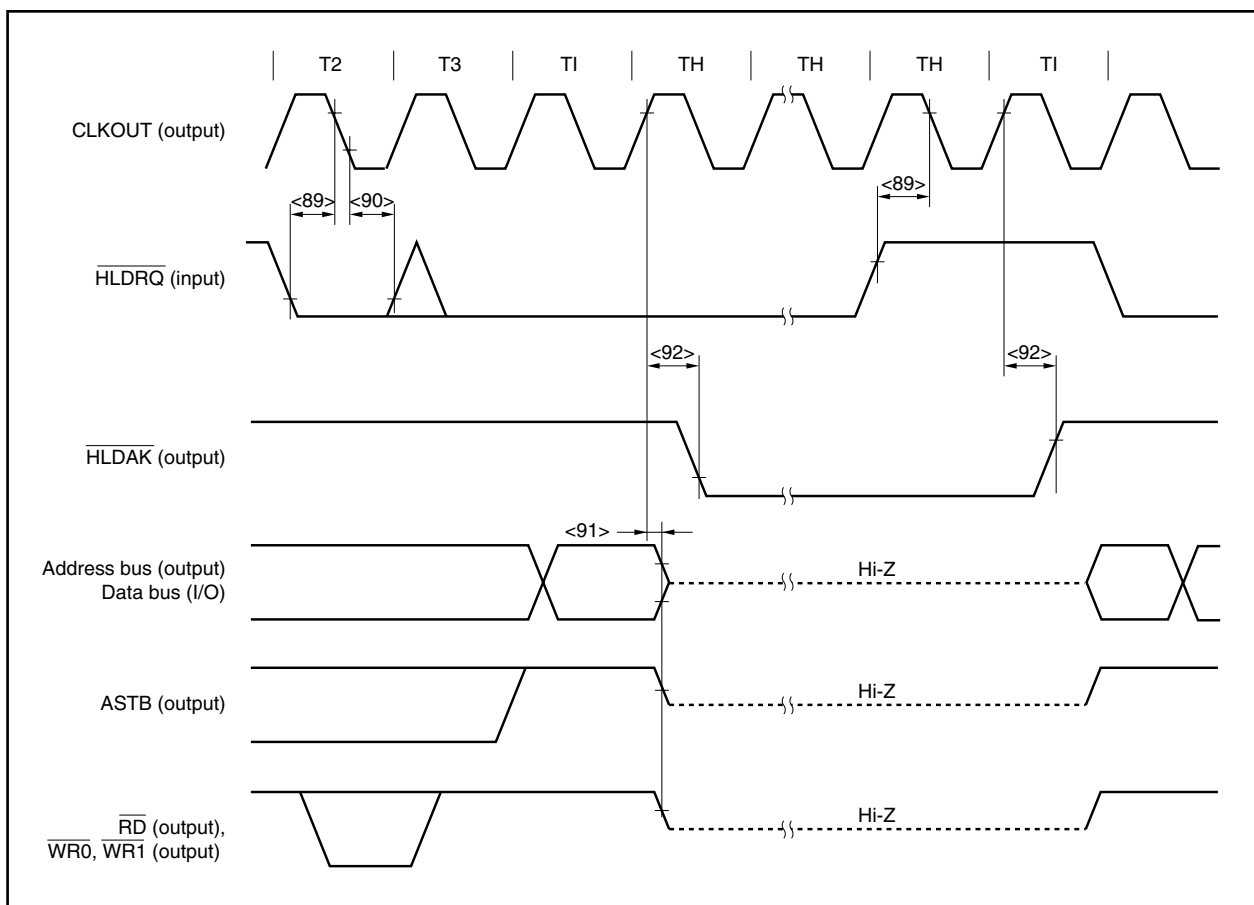 T2 T3 TI TH TH TH TI
CLKOUT (output)
<89>
<89> <90>
HLDRQ (input)
<92> <92>
HLDAK (output)
<91>
Address bus (output)
Data bus (I/O)
Hi-Z
ASTB (output)
Hi-Z
Hi-Z
RD (output),
WR0, WR1 (output)